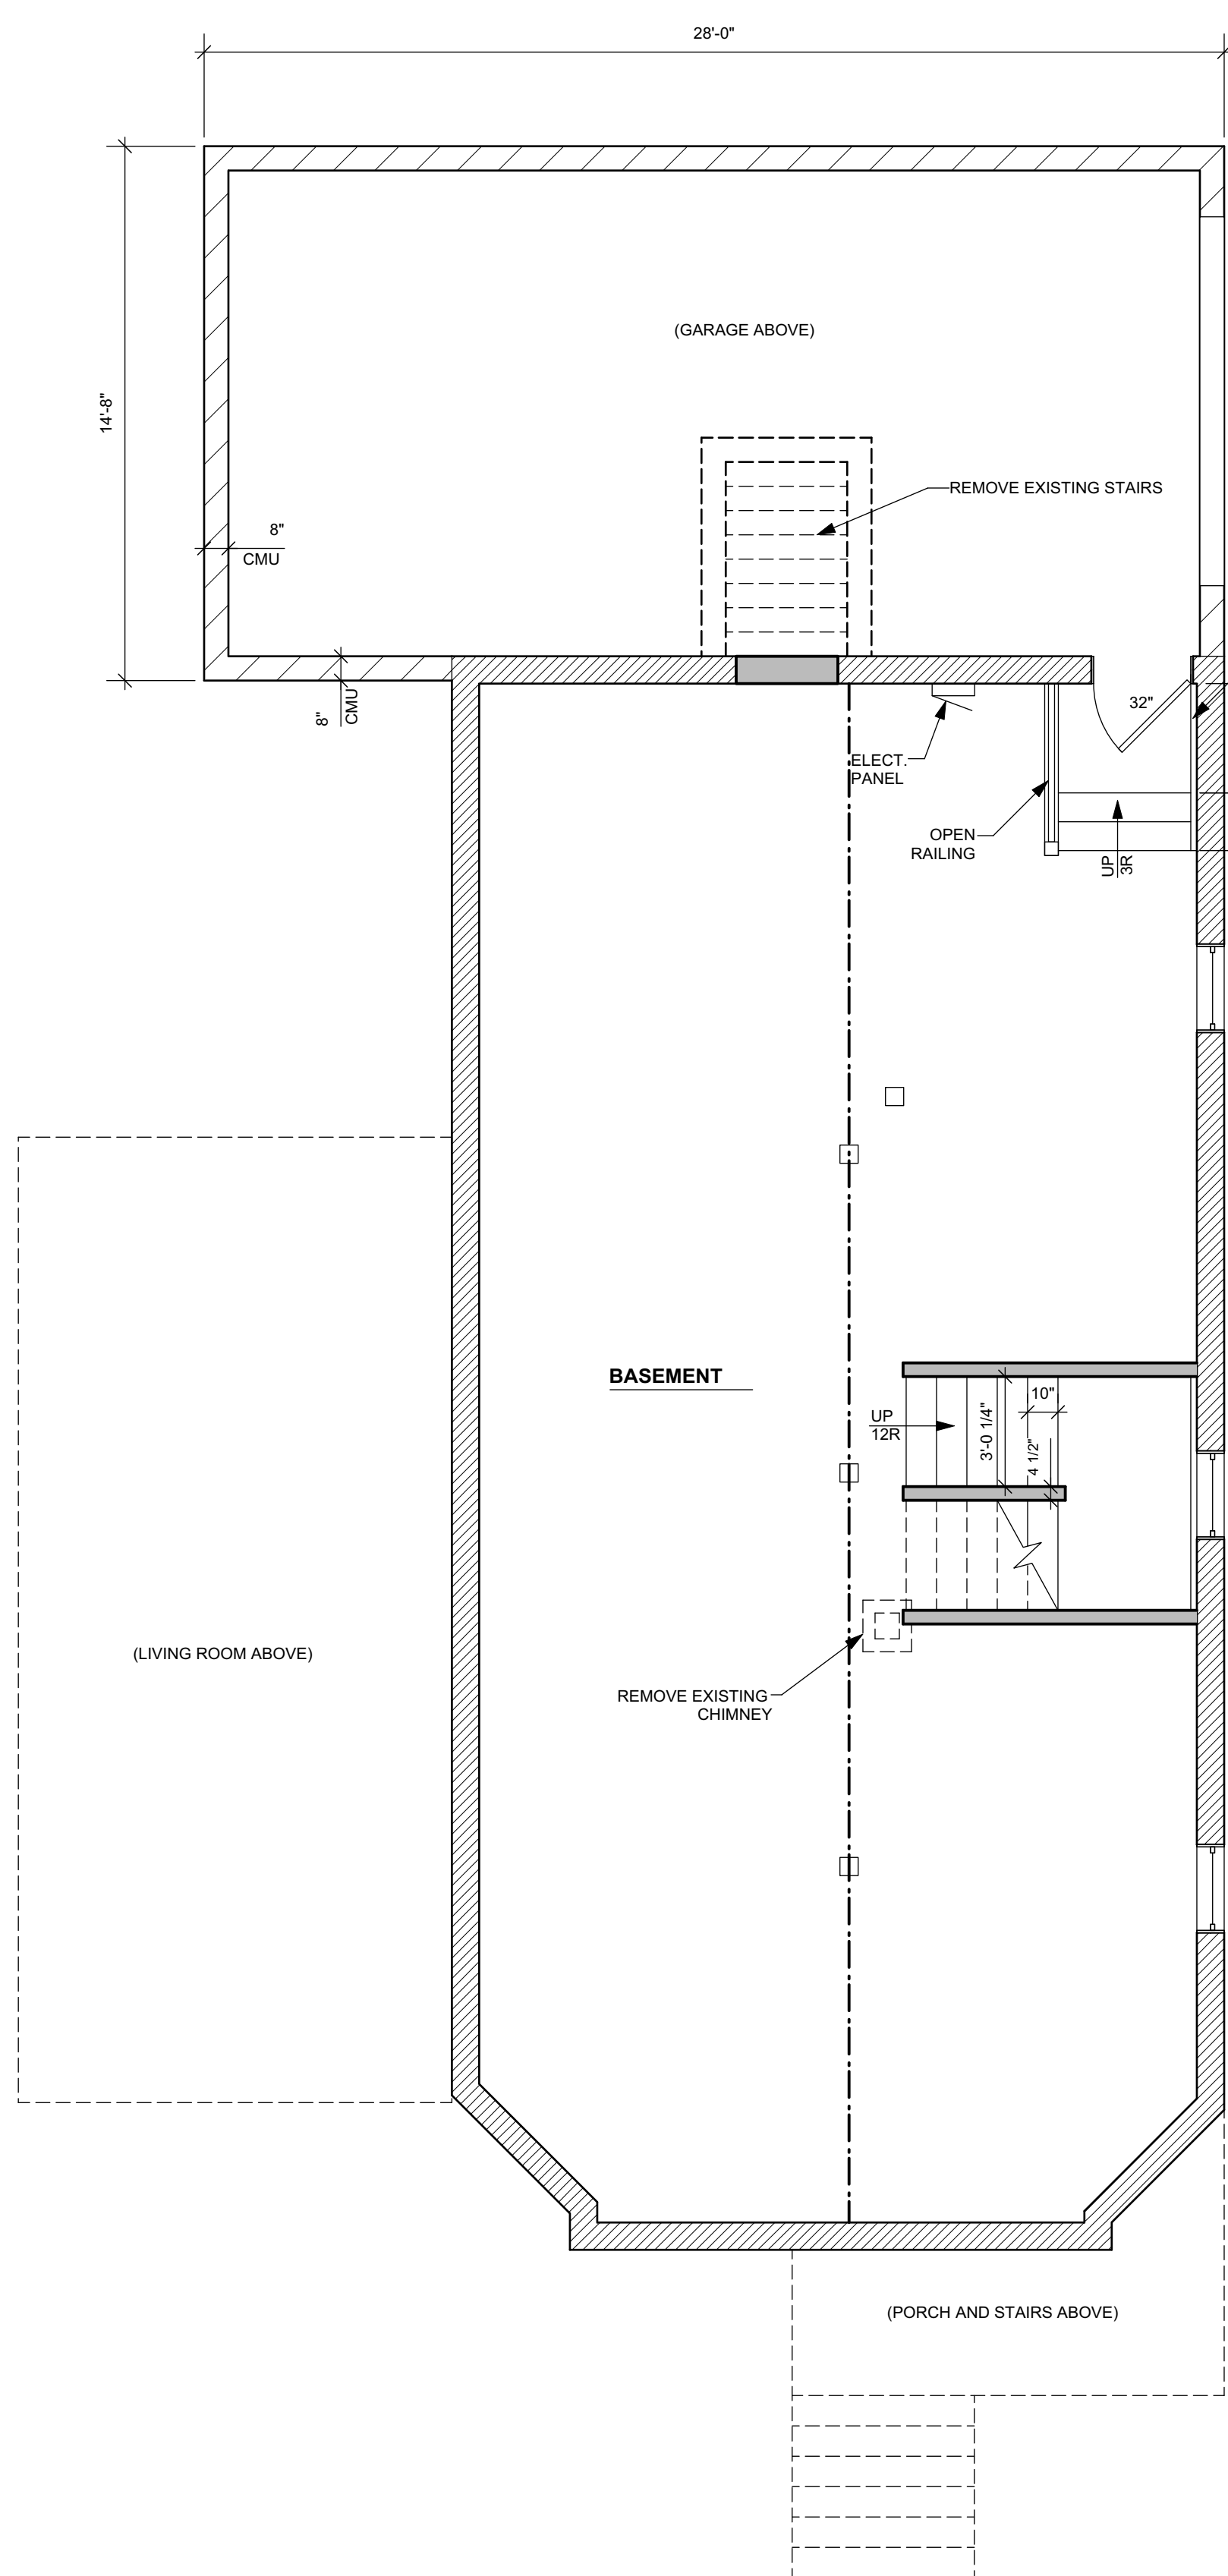 28'-0"
14'-8"
(GARAGE ABOVE)
REMOVE EXISTING STAIRS
8"
CMU
8"
CMU
32"
ELECT.
PANEL
OPEN
RAILING
UP
3R
BASEMENT
UP
12R
3'-0 1/4"
10"
4 1/2"
(LIVING ROOM ABOVE)
REMOVE EXISTING
CHIMNEY
(PORCH AND STAIRS ABOVE)